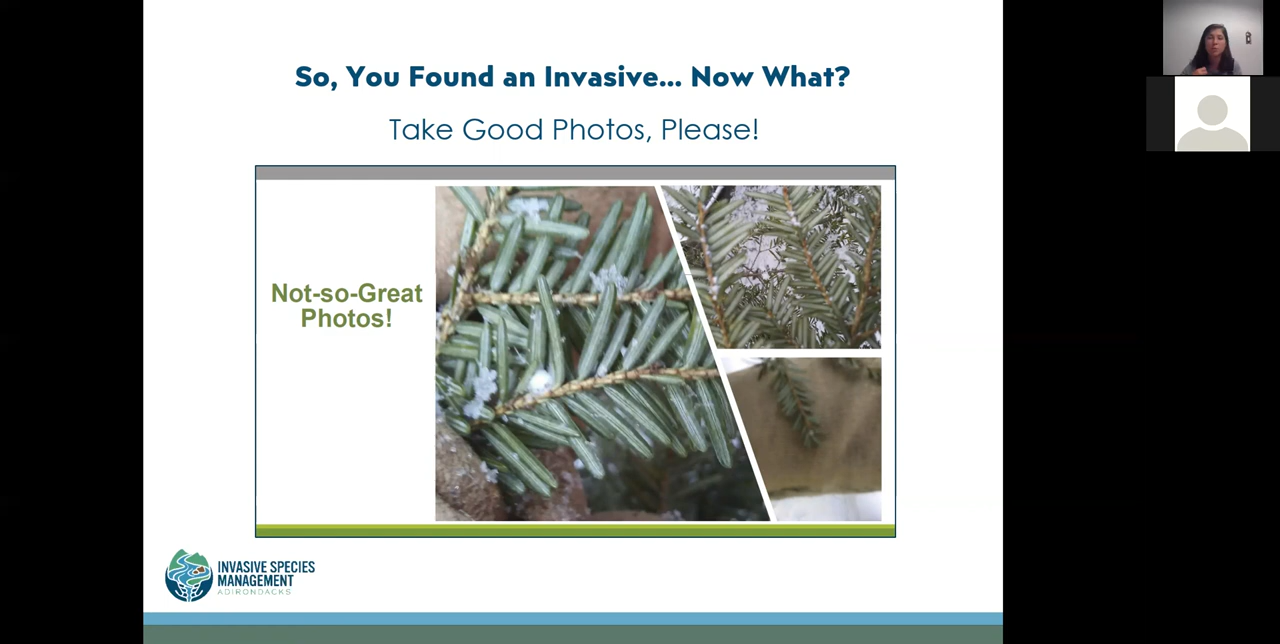 So, You Found an Invasive... Now What?
Take Good Photos, Please!
Not-so-Great
Photos!
INVASIVE SPECIES
MANAGEMENT
ADIRONDACKS